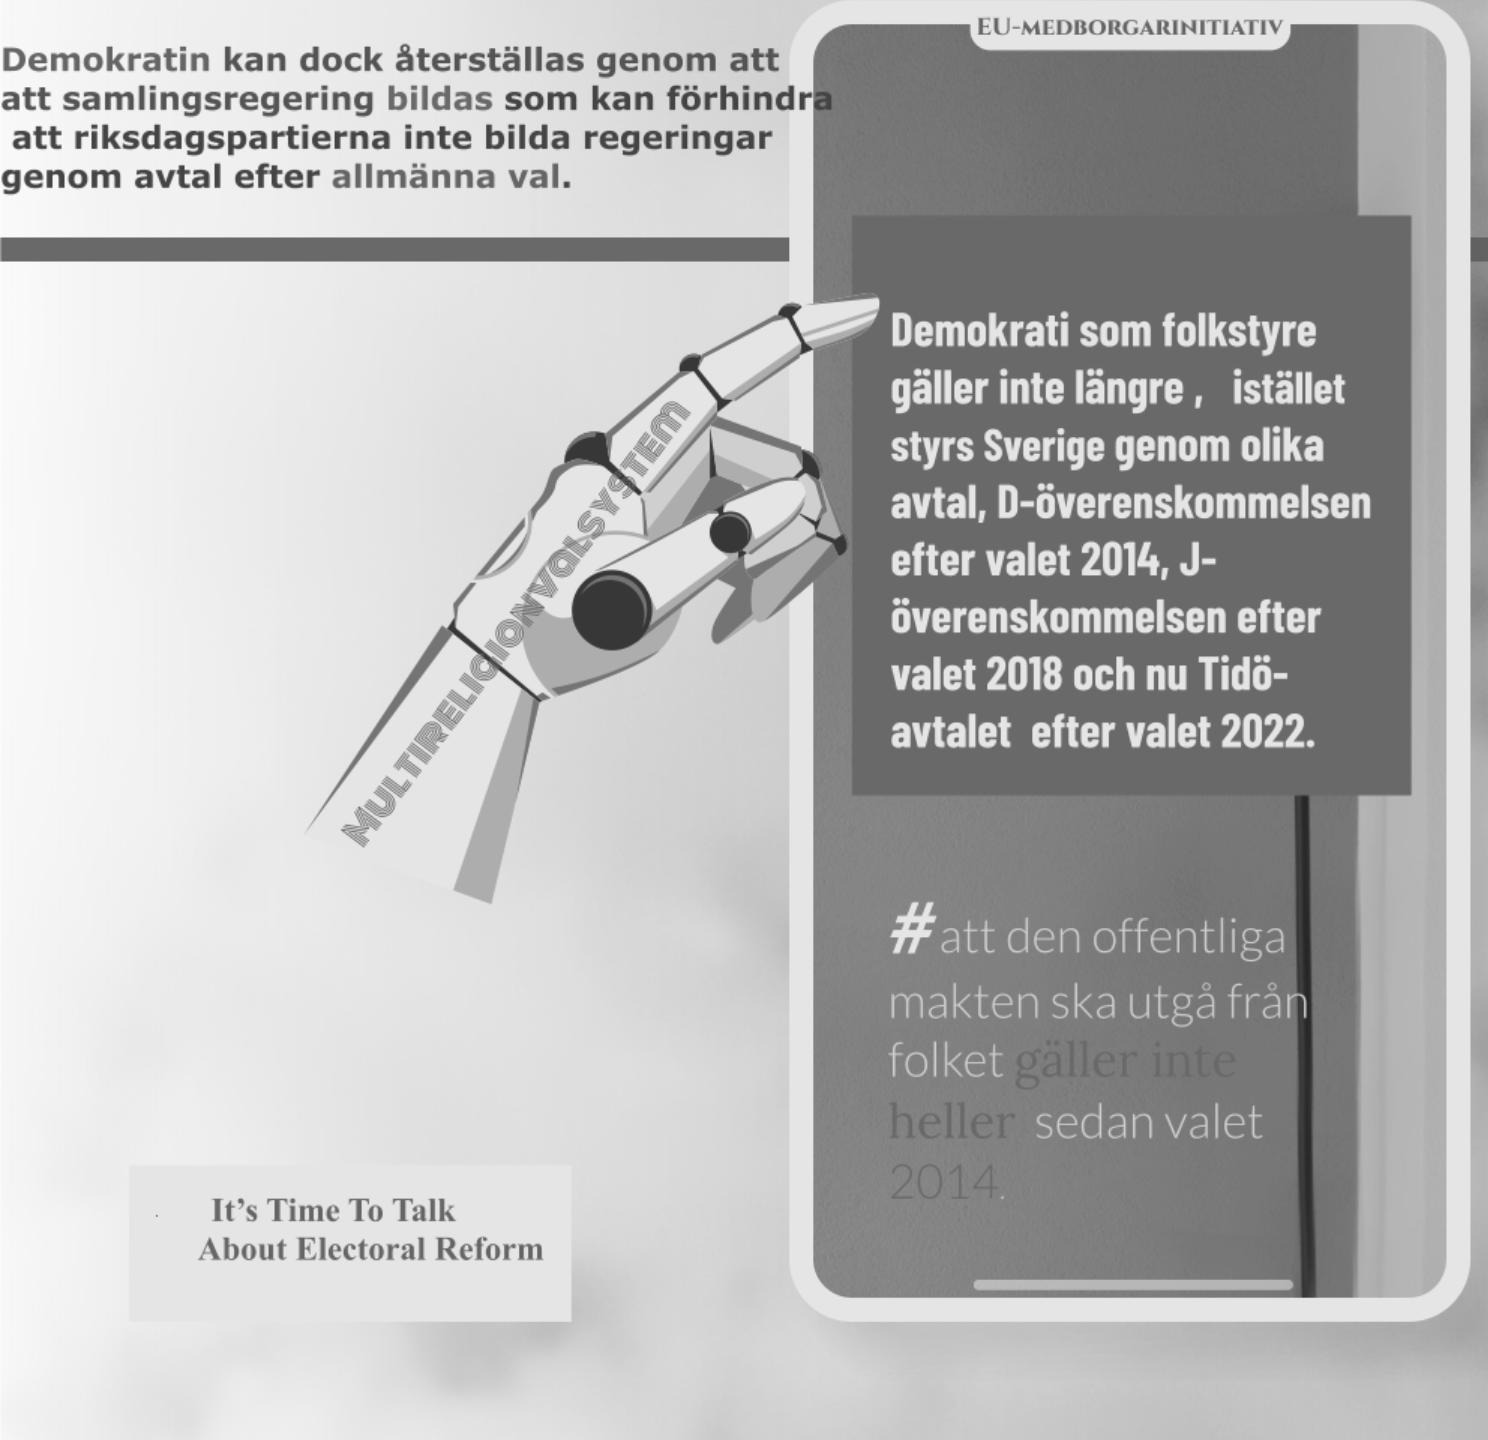 EU-MEDBORGARINITIATIV
Demokratin kan dock återställas genom att
att samlingsregering bildas som kan förhindra
att riksdagspartierna inte bilda regeringar
genom avtal efter allmänna val.
Demokrati som folkstyre
gäller inte längre , istället
styrs Sverige genom olika
avtal, D-överenskommelsen
efter valet 2014, J-
överenskommelsen efter
valet 2018 och nu Tidö-
avtalet efter valet 2022.
MULTIRELIGIONVALSYSTEM
#att den offentliga
makten ska utgå från
folket gäller inte
heller sedan valet
2014.
. It’s Time To Talk
About Electoral Reform